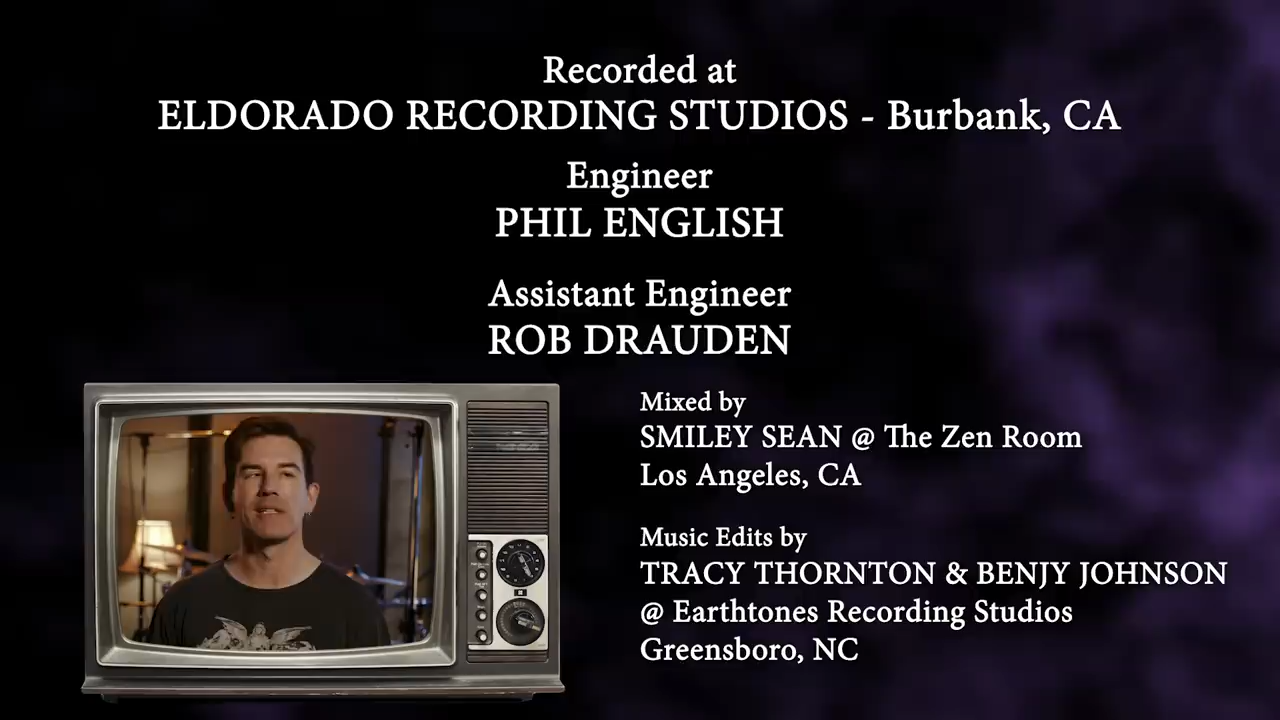 Recorded at
ELDORADO RECORDING STUDIOS - Burbank, CA
Engineer
PHIL ENGLISH
Assistant Engineer
ROB DRAUDEN
Mixed by
SMILEY SEAN @ The Zen Room
Los Angeles, CA
Music Edits by
TRACY THORNTON & BENJY JOHNSON
@ Earthtones Recording Studios
Greensboro, NC